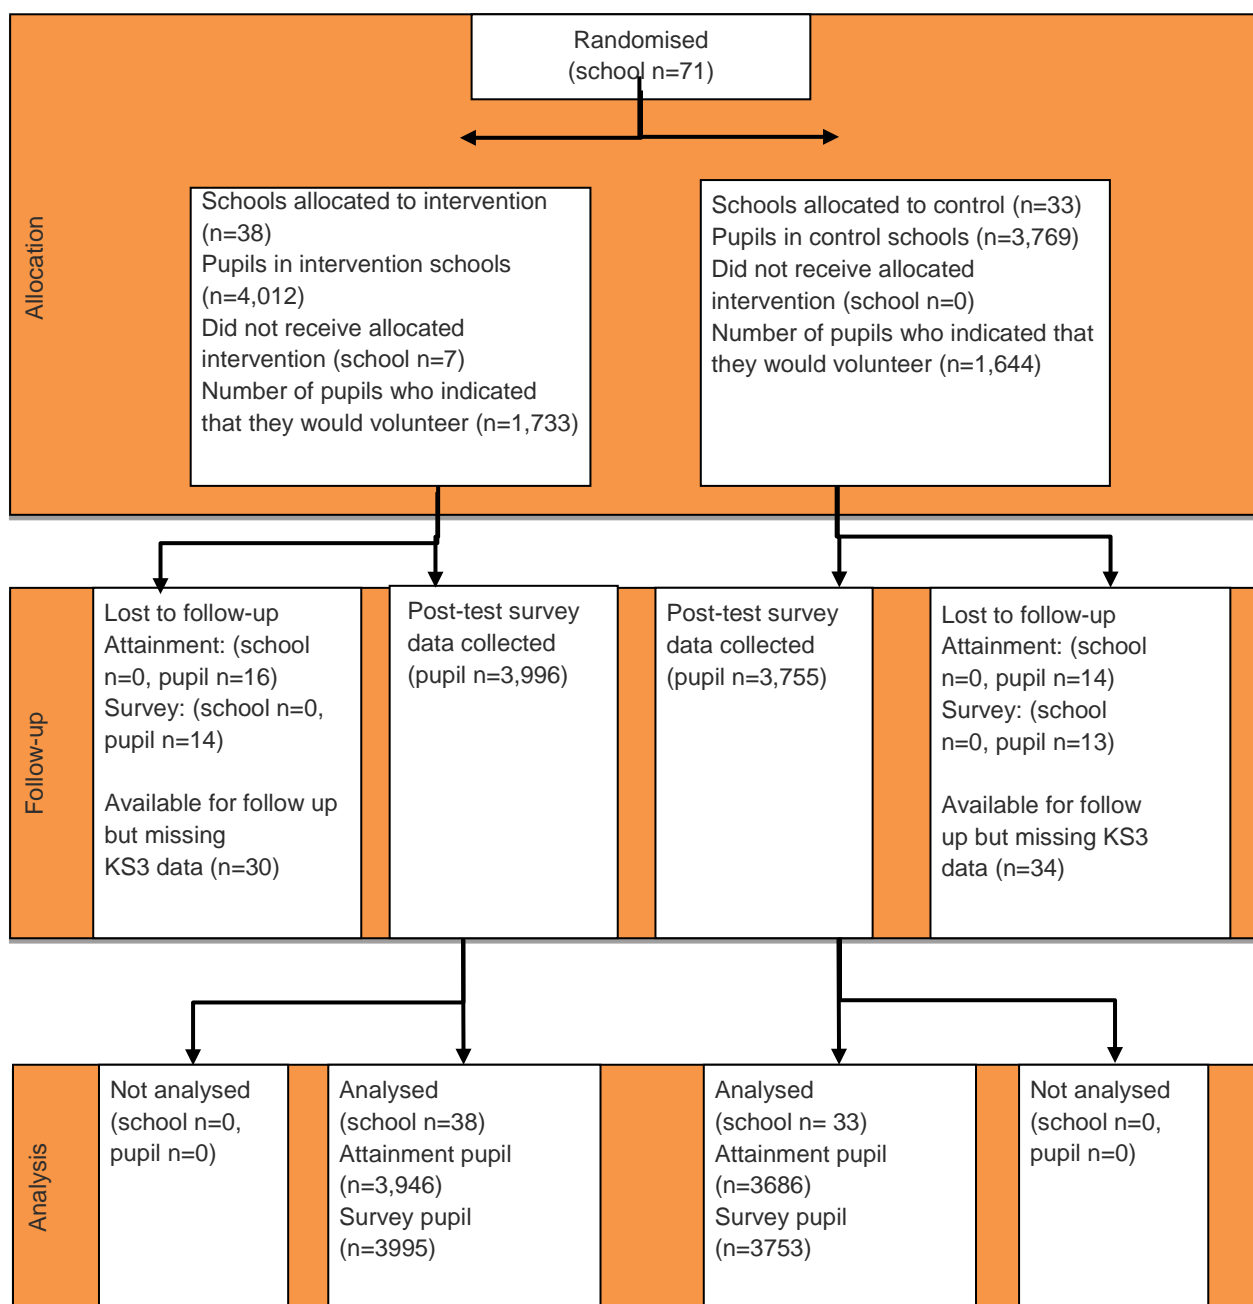 Randomised
(school n=71)
Allocation
Schools allocated to intervention
(n=38)
Pupils in intervention schools
(n=4,012)
Did not receive allocated
intervention (school n=7)
Number of pupils who indicated
that they would volunteer (n=1,733)
Schools allocated to control (n=33)
Pupils in control schools (n=3,769)
Did not receive allocated
intervention (school n=0)
Number of pupils who indicated that
they would volunteer (n=1,644)
Follow-up
Lost to follow-up
Attainment: (school
n=0, pupil n=16)
Survey: (school n=0,
pupil n=14)
Available for follow up
but missing
KS3 data (n=30)
Post-test survey
data collected
(pupil n=3,996)
Post-test survey
data collected
(pupil n=3,755)
Lost to follow-up
Attainment: (school
n=0, pupil n=14)
Survey: (school
n=0, pupil n=13)
Available for follow
up but missing KS3
data (n=34)
Analysis
Not analysed
(school n=0,
pupil n=0)
Analysed
(school n=38)
Attainment pupil
(n=3,946)
Survey pupil
(n=3995)
Analysed
(school n= 33)
Attainment pupil
(n=3686)
Survey pupil
(n=3753)
Not analysed
(school n=0,
pupil n=0)